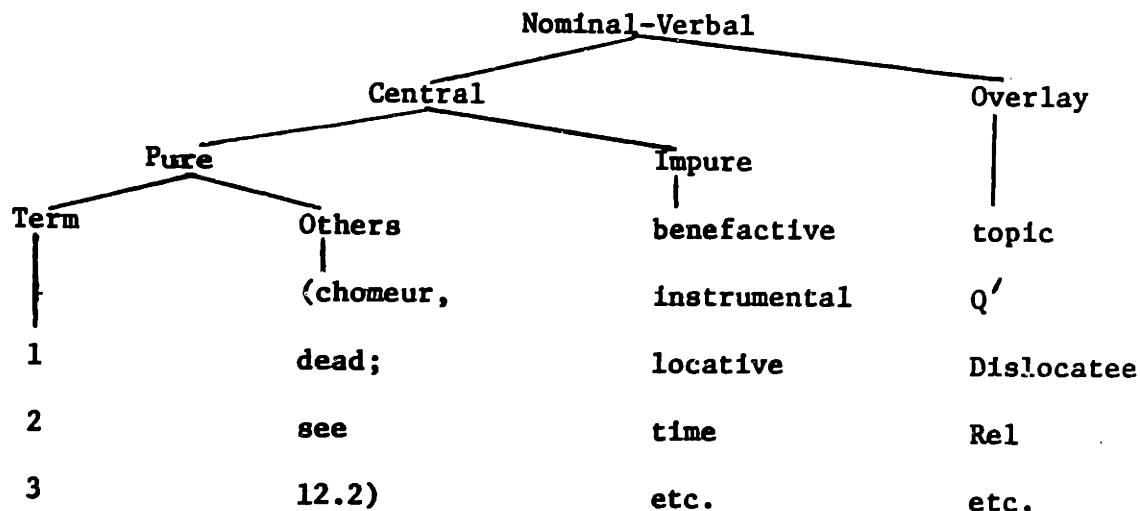 Nominal-Verbal
Central Overlay
Pure Impure
Term Others benefactive topic
(chomeur, instrumental Q′
1 dead; locative Dislocatee
2 see time Rel
3 12.2) etc. etc.